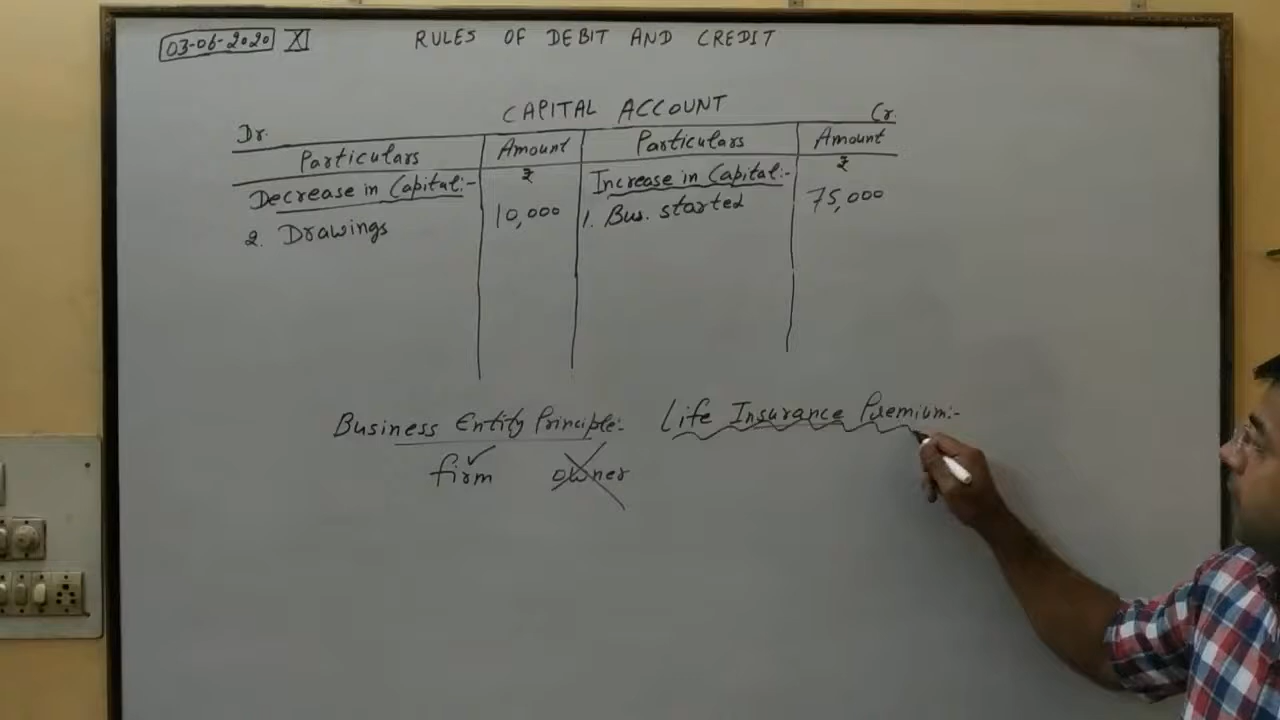 03-06-2020 XI RULES OF DEBIT AND CREDIT
CAPITAL ACCOUNT
Dr. Cr.
Particulars Amount Particulars Amount
₹ ₹
Decrease in Capital:- Increase in Capital:-
2. Drawings 10,000 1. Bus. started 75,000
Business Entity Principle:- Life Insurance Premium:-
firm ✓ owner